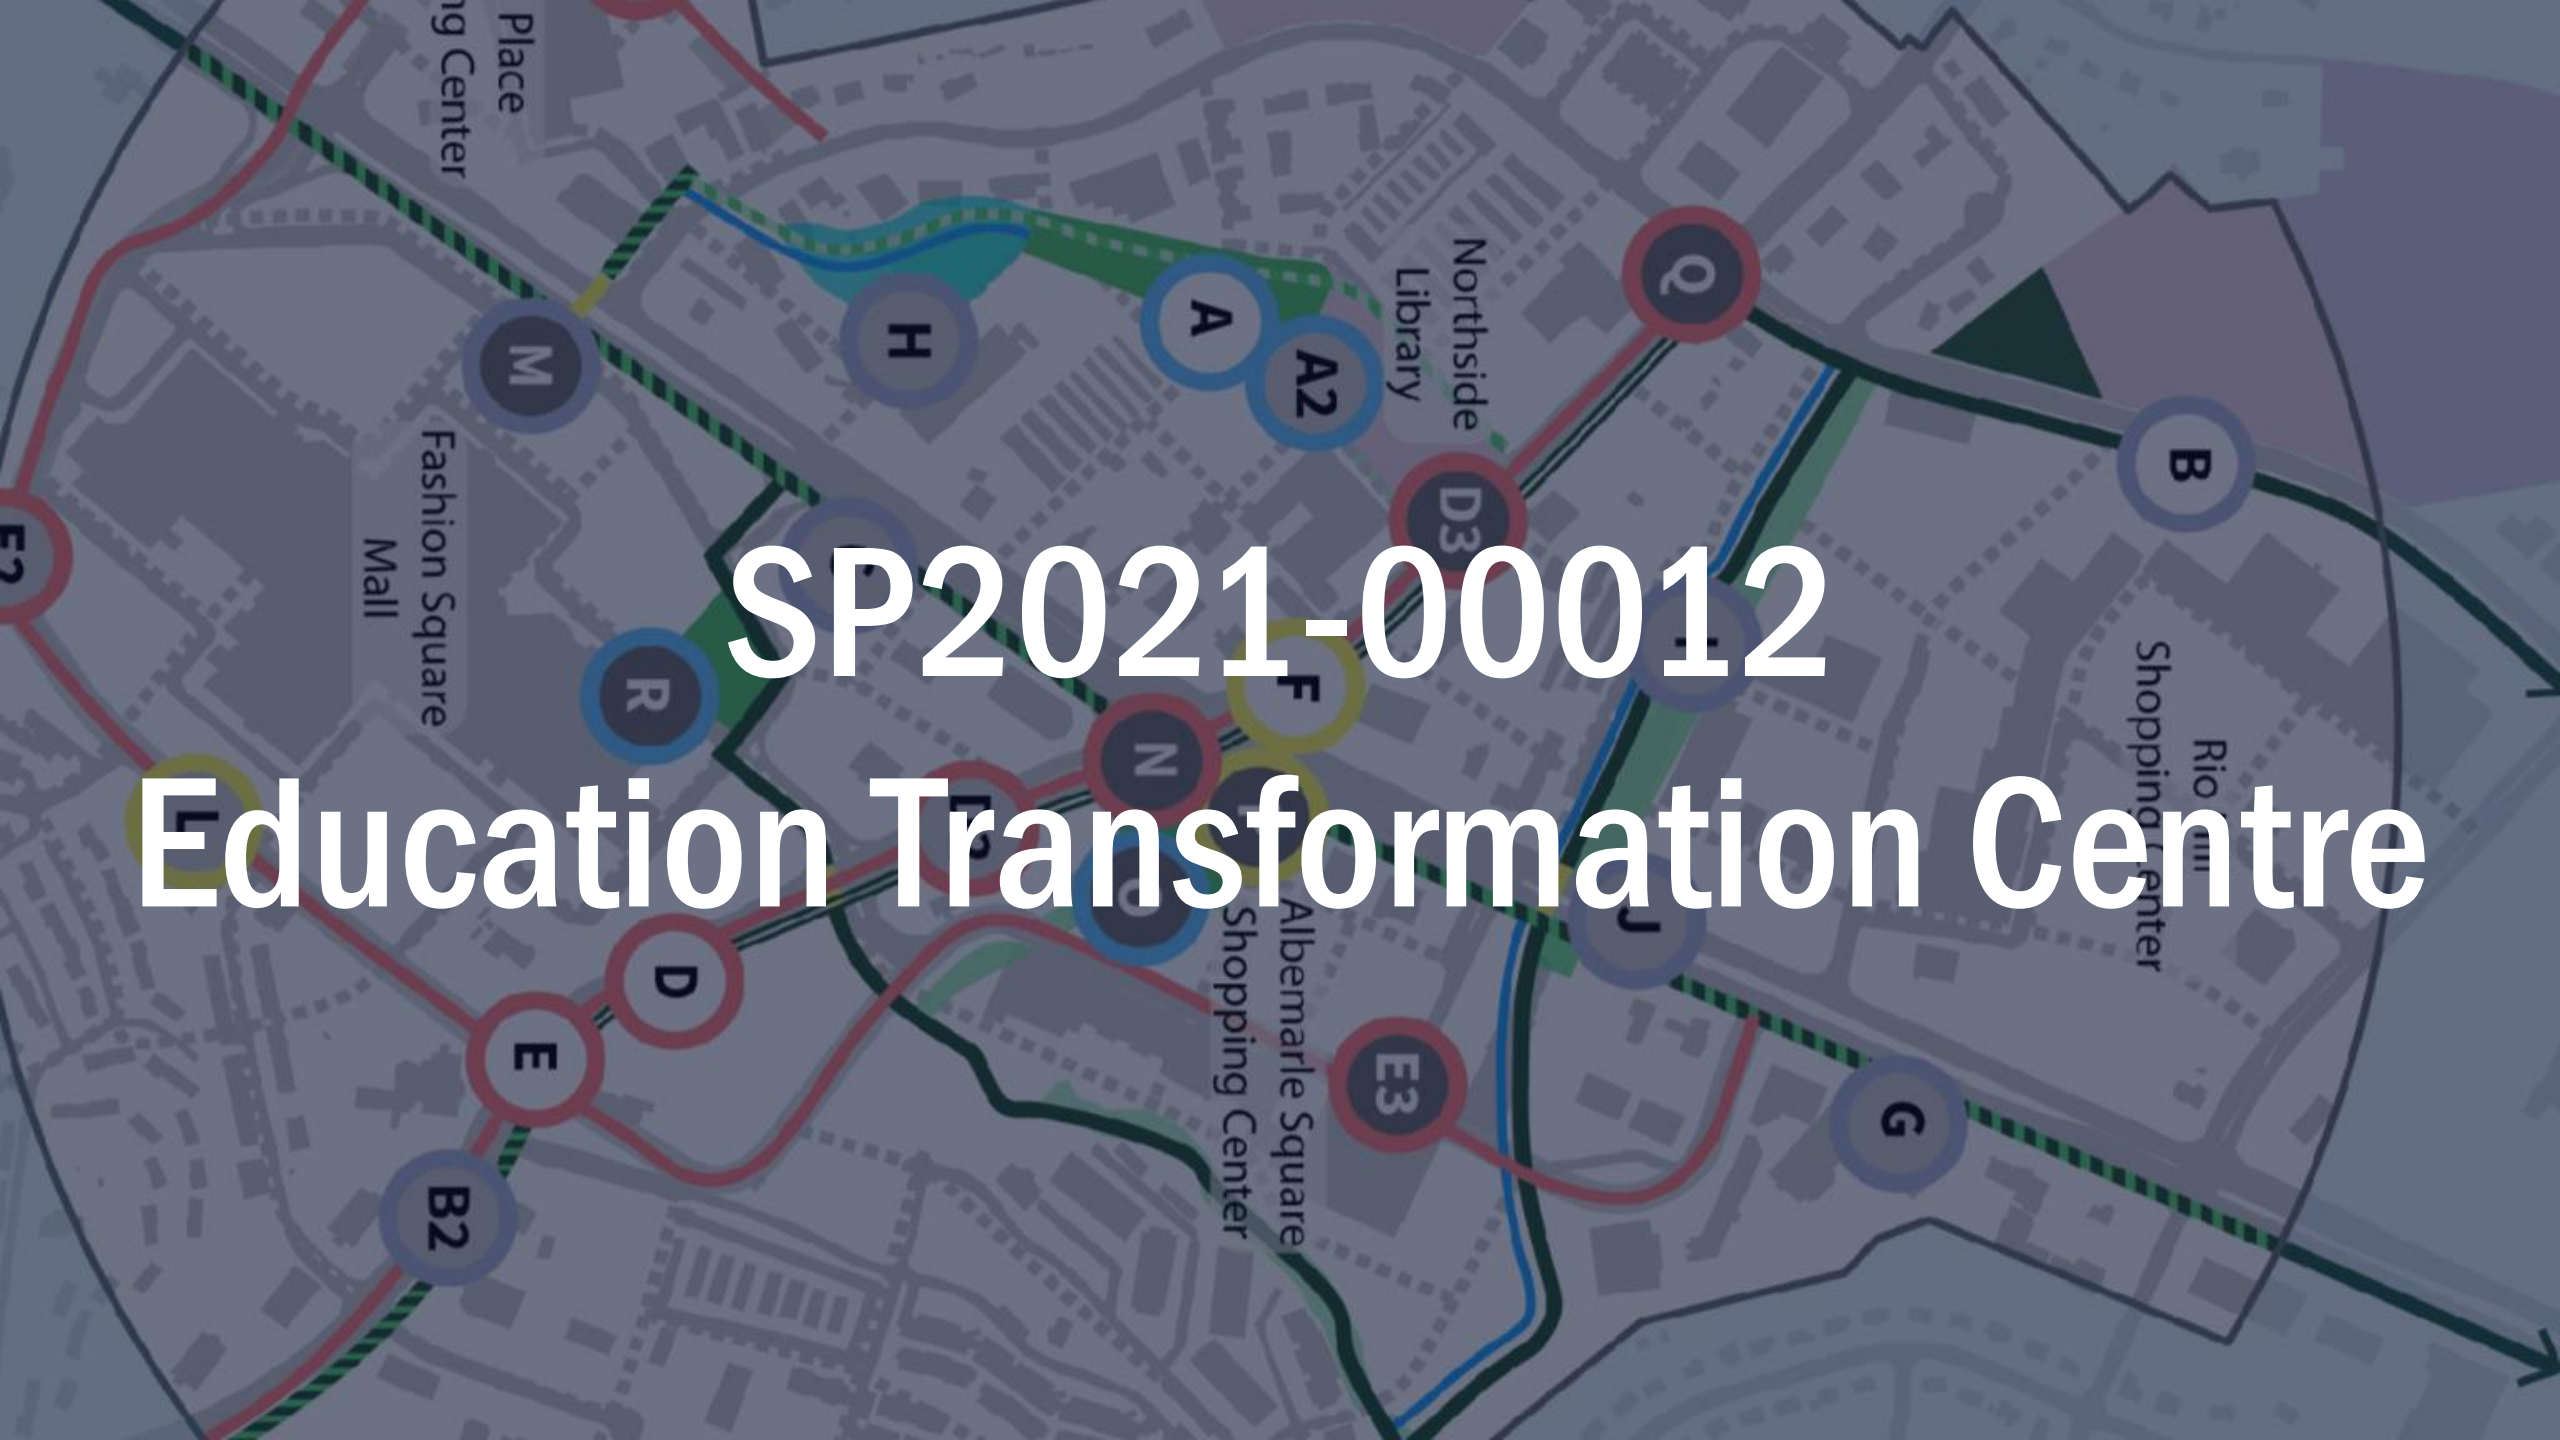 SP2021-00012
Education Transformation Centre
Place
ng Center
Northside
Library
Fashion Square
Mall
Albemarle Square
Shopping Center
Shopping Center
Rio
Q
M
H
A
A2
B
D3
E2
F
R
N
L
D
E
J
E3
G
B2